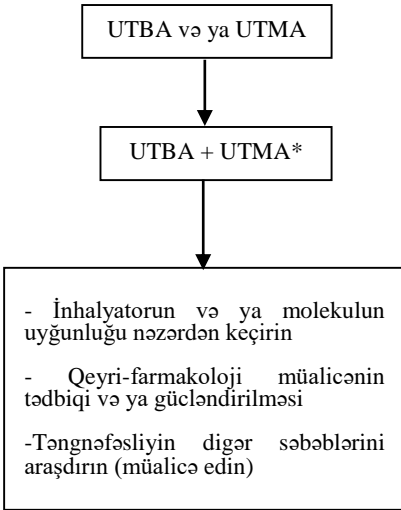 UTBA və ya UTMA
UTBA + UTMA*
- İnhalyatorun və ya molekulun
uyğunluğu nəzərdən keçirin
- Qeyri-farmakoloji müalicənin
tədbiqi və ya gücləndirilməsi
-Təngnəfəsliyin digər səbəblərini
araşdırın (müalicə edin)